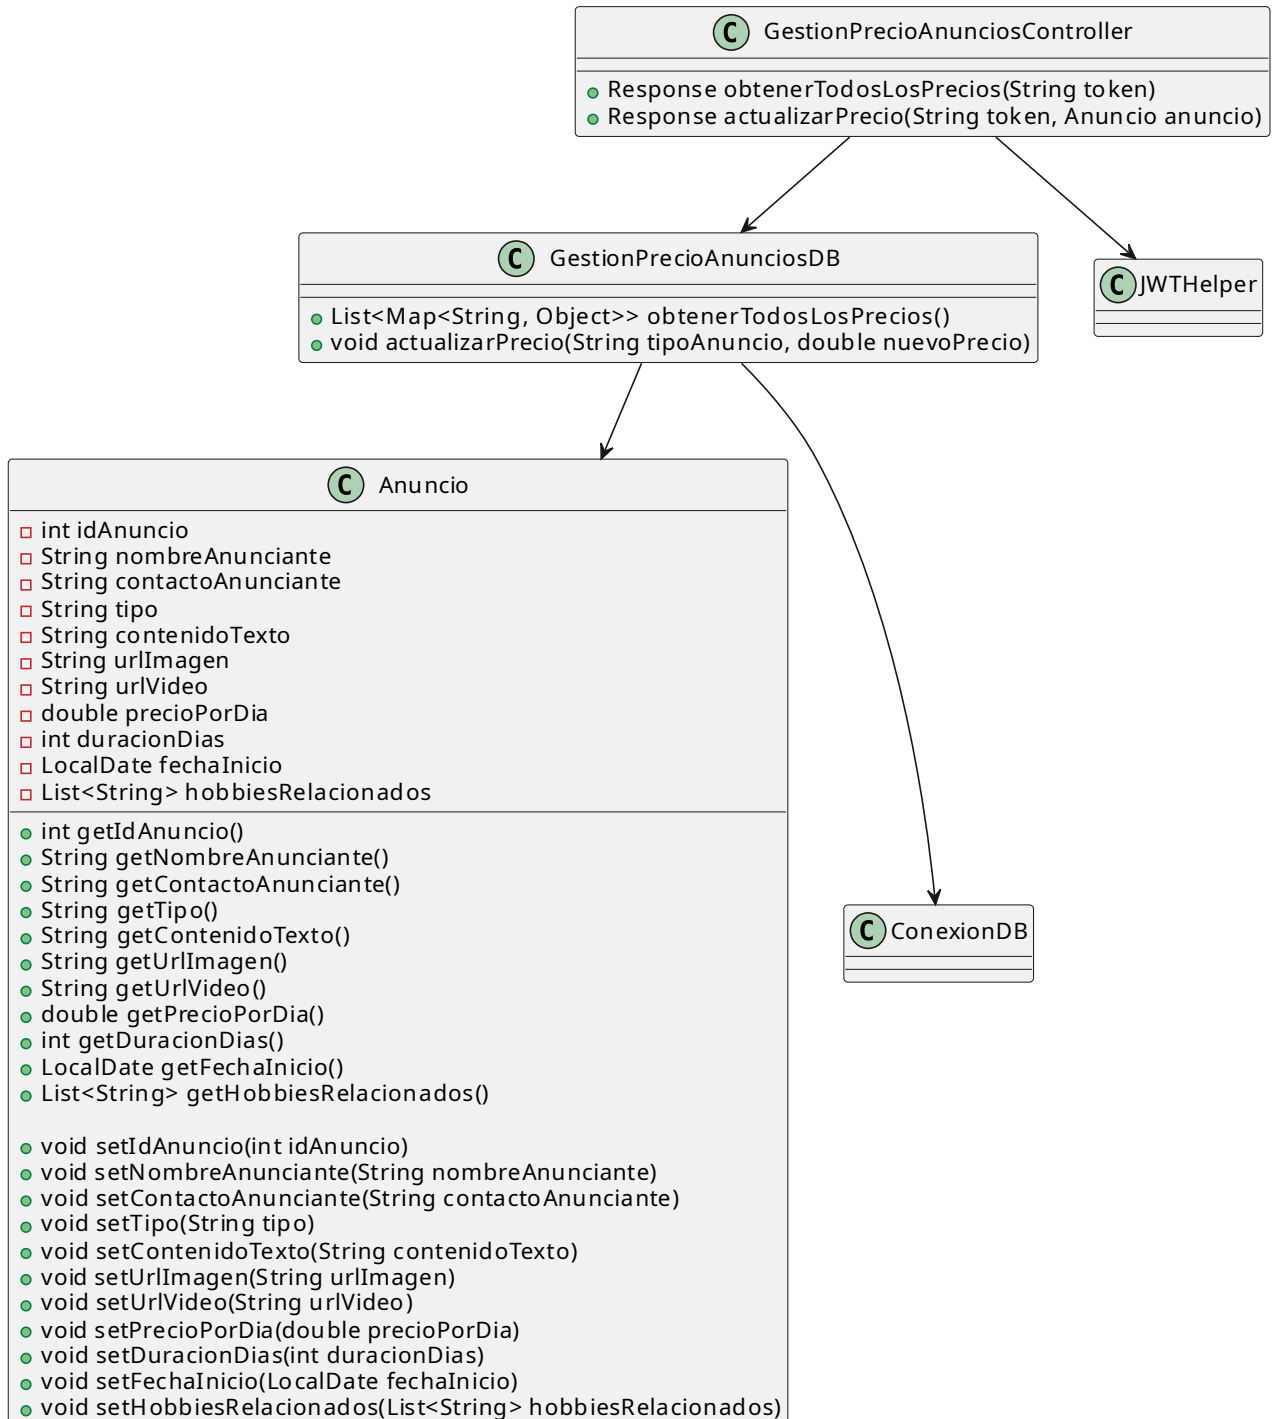 C GestionPrecioAnunciosController
Response obtenerTodosLosPrecios(String token)
Response actualizarPrecio(String token, Anuncio anuncio)
C GestionPrecioAnunciosDB
List<Map<String, Object>> obtenerTodosLosPrecios()
void actualizarPrecio(String tipoAnuncio, double nuevoPrecio)
C JWTHelper
C Anuncio
int idAnuncio
String nombreAnunciante
String contactoAnunciante
String tipo
String contenidoTexto
String urlImagen
String urlVideo
double precioPorDia
int duracionDias
LocalDate fechaInicio
List<String> hobbiesRelacionados
int getIdAnuncio()
String getNombreAnunciante()
String getContactoAnunciante()
String getTipo()
String getContenidoTexto()
String getUrlImagen()
String getUrlVideo()
double getPrecioPorDia()
int getDuracionDias()
LocalDate getFechaInicio()
List<String> getHobbiesRelacionados()
void setIdAnuncio(int idAnuncio)
void setNombreAnunciante(String nombreAnunciante)
void setContactoAnunciante(String contactoAnunciante)
void setTipo(String tipo)
void setContenidoTexto(String contenidoTexto)
void setUrlImagen(String urlImagen)
void setUrlVideo(String urlVideo)
void setPrecioPorDia(double precioPorDia)
void setDuracionDias(int duracionDias)
void setFechaInicio(LocalDate fechaInicio)
void setHobbiesRelacionados(List<String> hobbiesRelacionados)
C ConexionDB